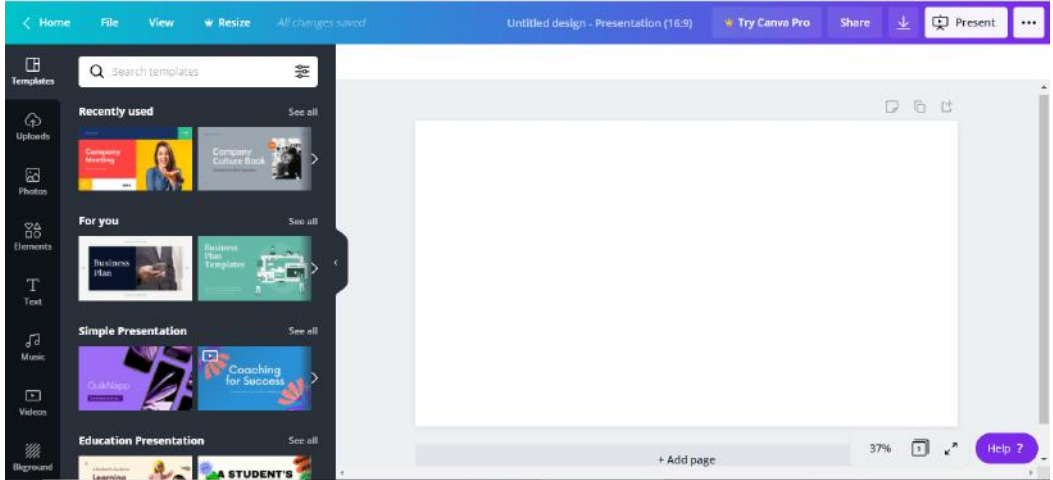 Home File View Resize All changes saved Untitled design - Presentation (16:9) Try Canva Pro Share Present
Templates
Uploads
Photos
Elements
Text
Music
Videos
Bkground
Search templates
Recently used See all
Company
Meeting
Company
Culture Book
For you See all
Business
Plan
Business
Plan
Templates
Simple Presentation See all
QuikNapp
Coaching
for Success
Education Presentation See all
Learning
A STUDENT'S
+ Add page
37% 1 Help ?